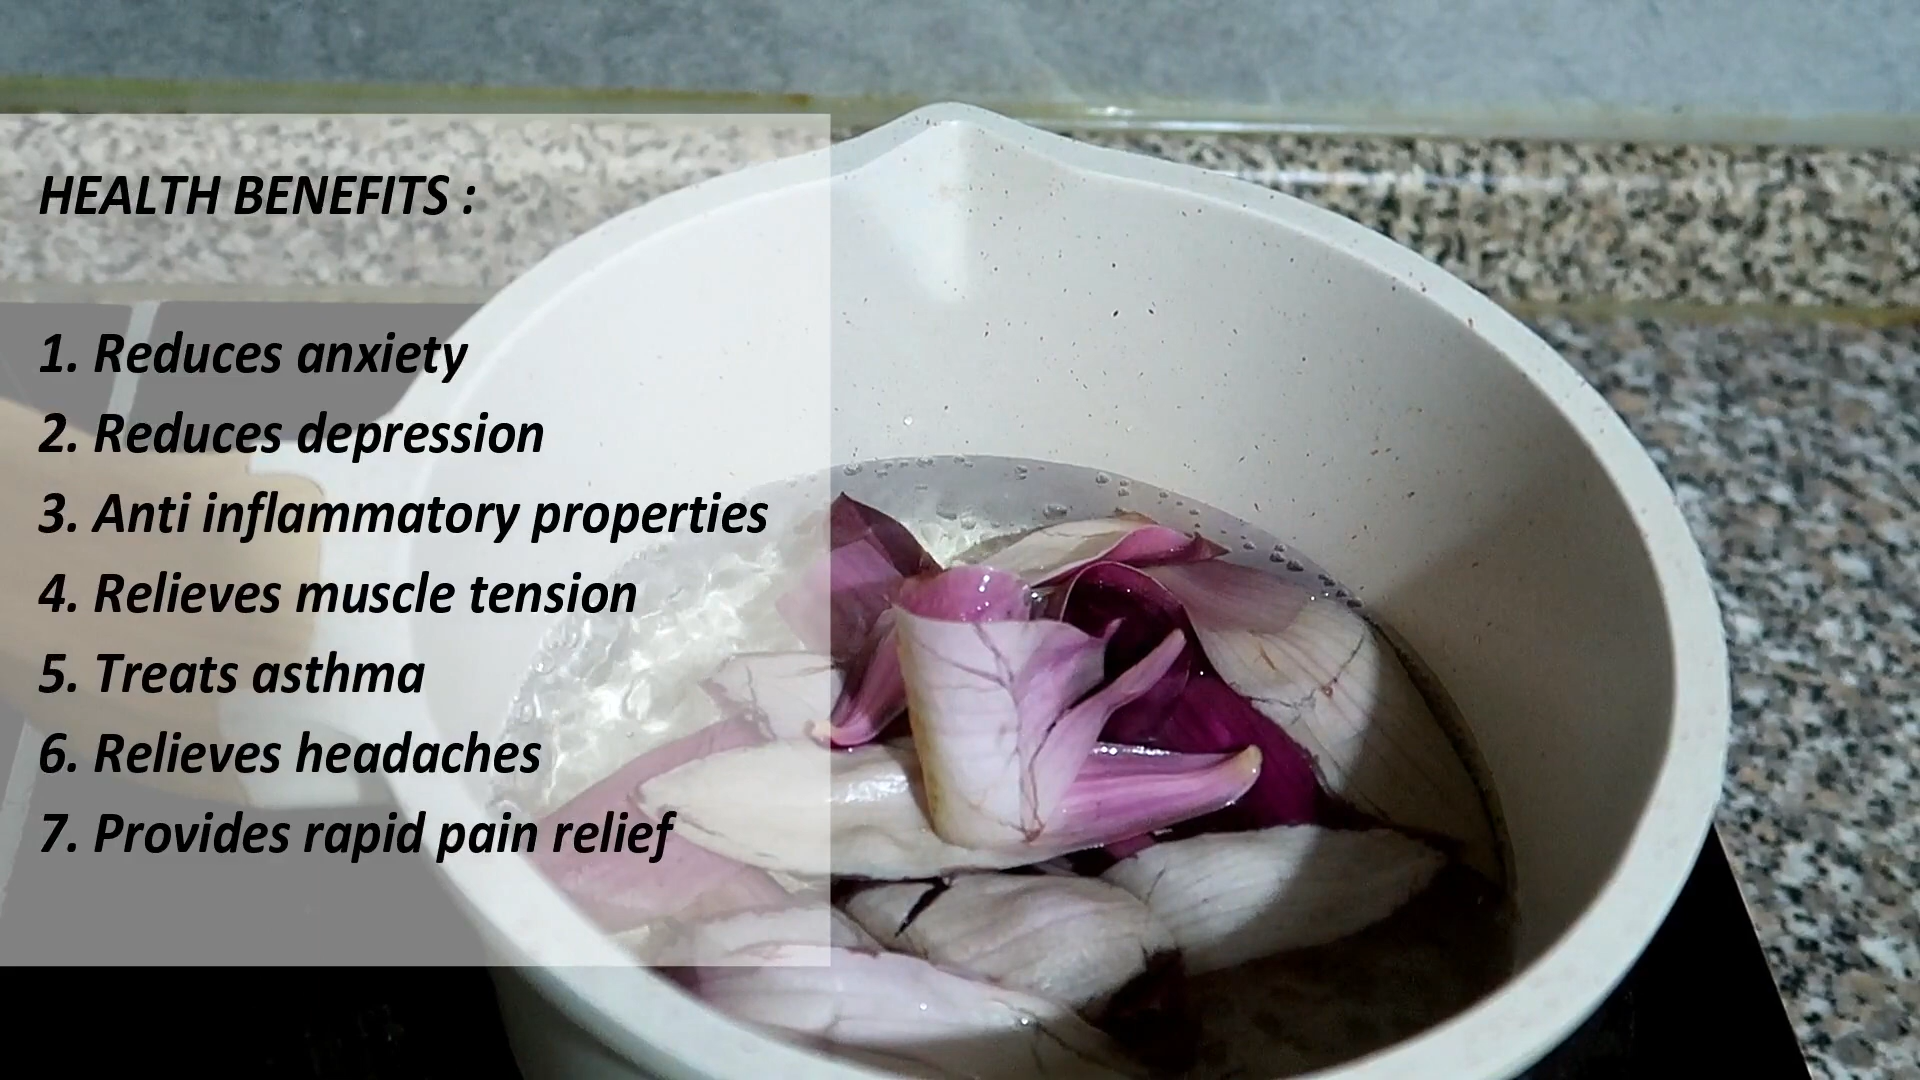 HEALTH BENEFITS :
1. Reduces anxiety
2. Reduces depression
3. Anti inflammatory properties
4. Relieves muscle tension
5. Treats asthma
6. Relieves headaches
7. Provides rapid pain relief